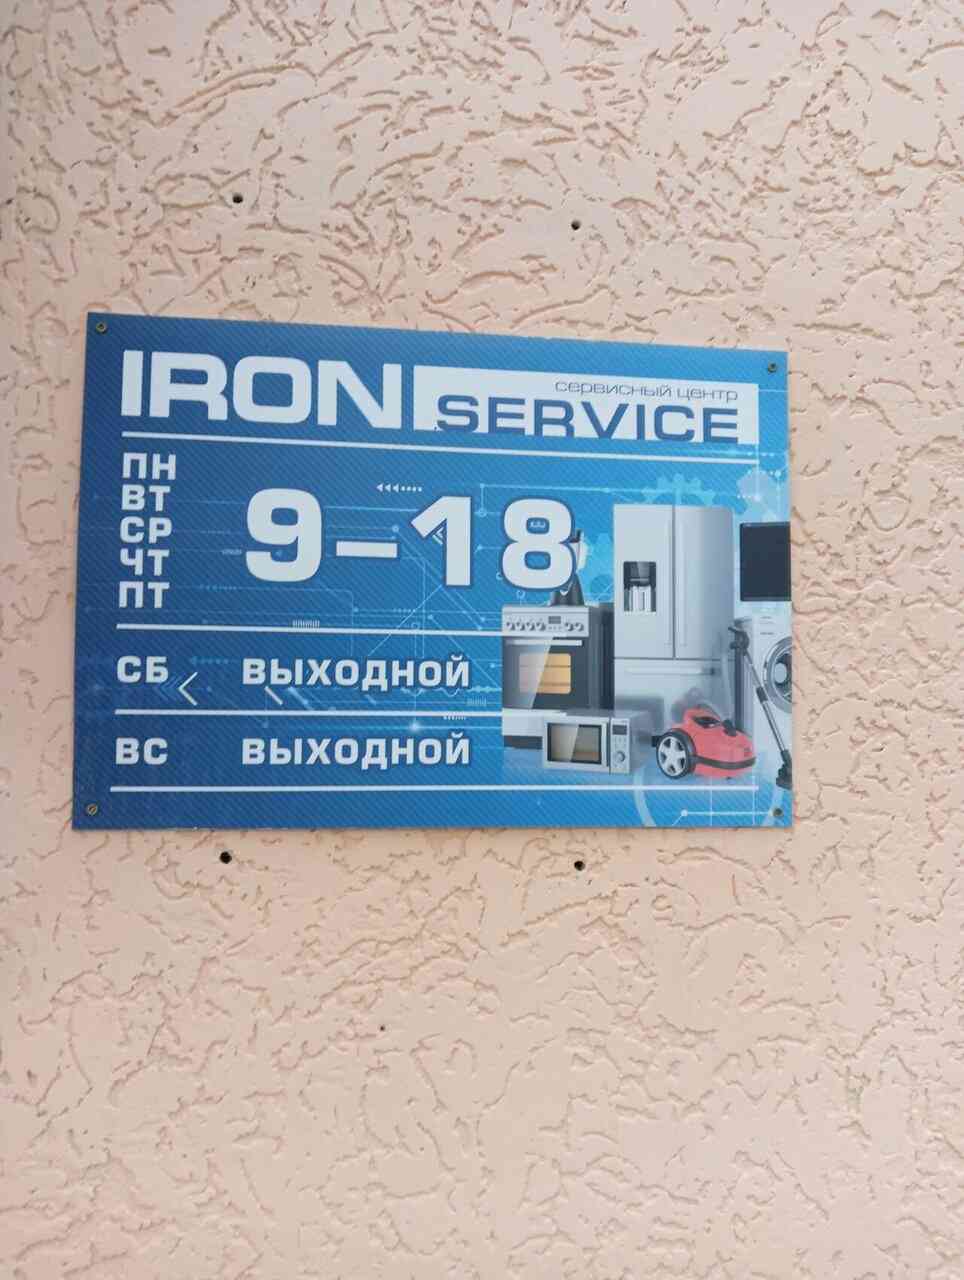 IRON сервисный центр
SERVICE
ПН
ВТ
СР
ЧТ
ПТ
9–18
СБ ВЫХОДНОЙ
ВС ВЫХОДНОЙ